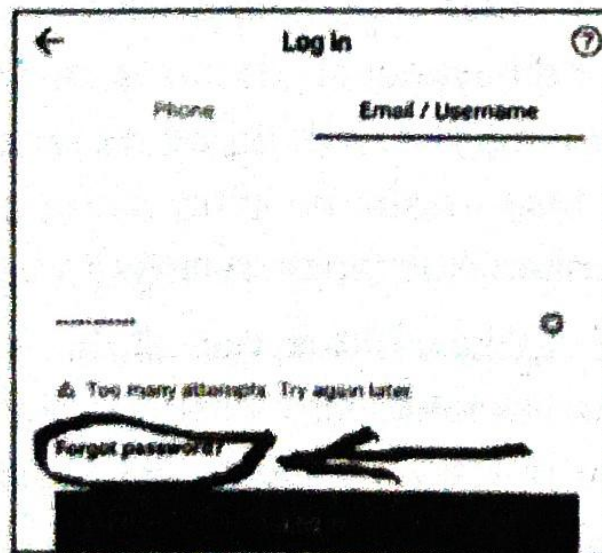 Log in
Phone
Email / Username
Too many attempts. Try again later
Forgot password?